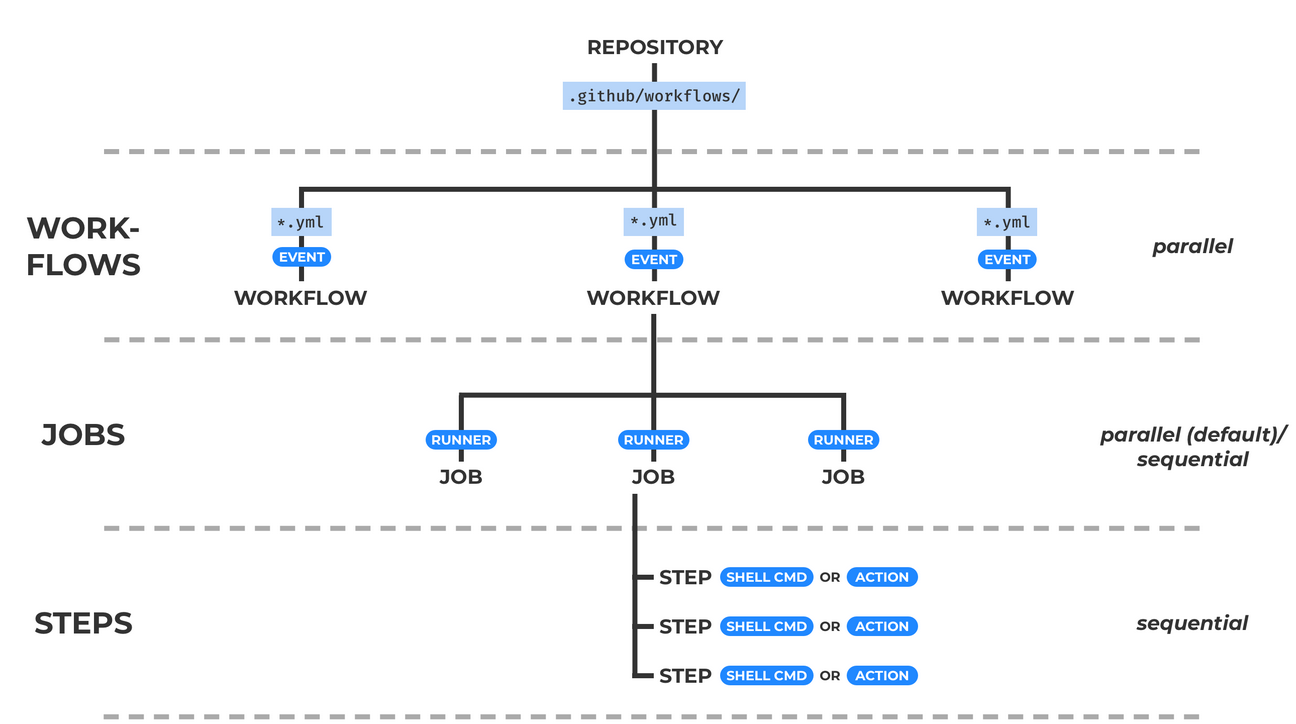 REPOSITORY
.github/workflows/
WORK-
FLOWS
*.yml
*.yml
*.yml
EVENT
EVENT
EVENT
WORKFLOW
WORKFLOW
WORKFLOW
parallel
JOBS
RUNNER
RUNNER
RUNNER
JOB
JOB
JOB
parallel (default)/
sequential
STEPS
STEP SHELL CMD OR ACTION
STEP SHELL CMD OR ACTION
STEP SHELL CMD OR ACTION
sequential